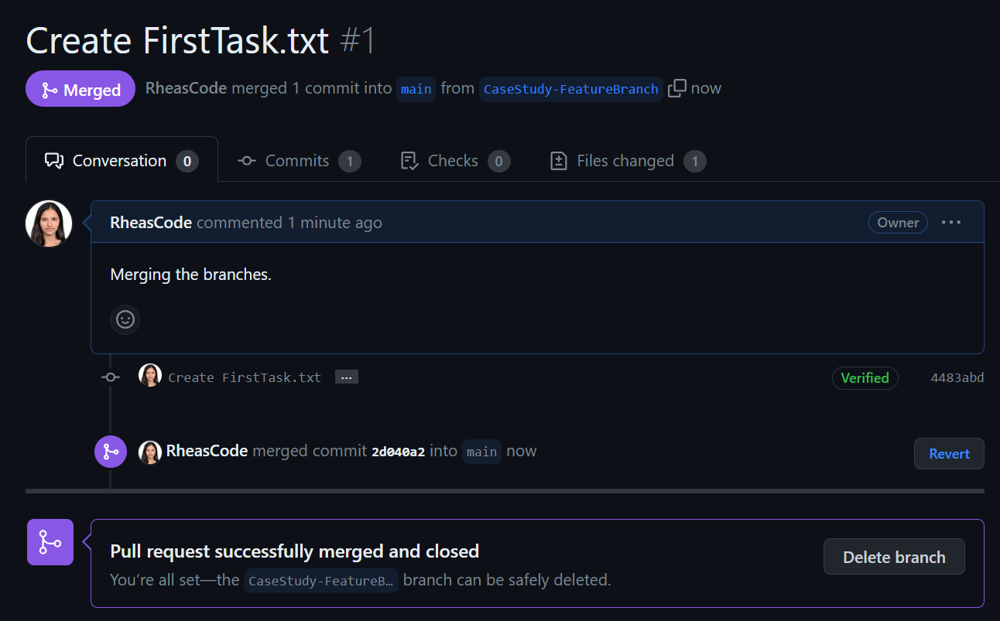 Create FirstTask.txt #1
Merged RheasCode merged 1 commit into main from CaseStudy-FeatureBranch now
Conversation 0 Commits 1 Checks 0 Files changed 1
RheasCode commented 1 minute ago Owner ...
Merging the branches.
Create FirstTask.txt ... Verified 4483abd
RheasCode merged commit 2d040a2 into main now Revert
Pull request successfully merged and closed
Delete branch
You’re all set—the CaseStudy-FeatureB… branch can be safely deleted.